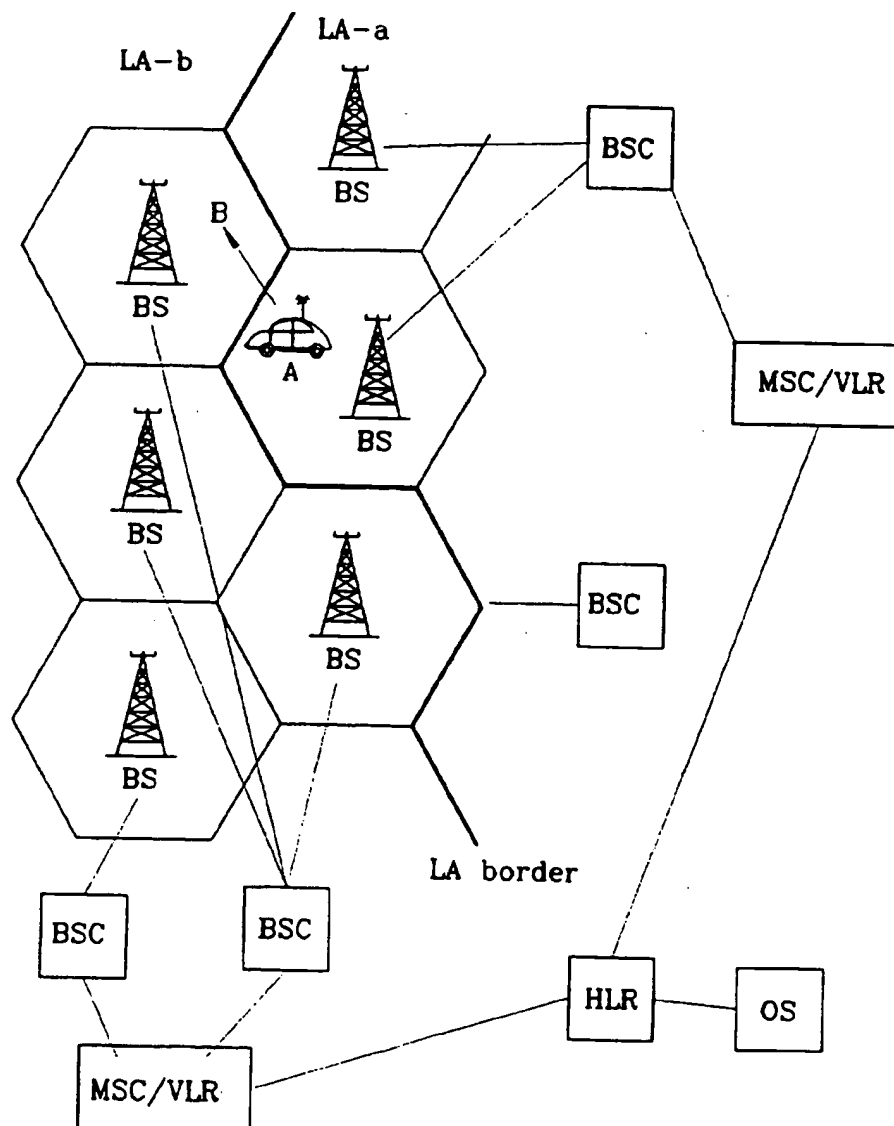 LA-a
LA-b
BSC
BS
B
BS
A
MSC/VLR
BS
BS
BSC
BS
BS
LA border
BSC
BSC
HLR
OS
MSC/VLR